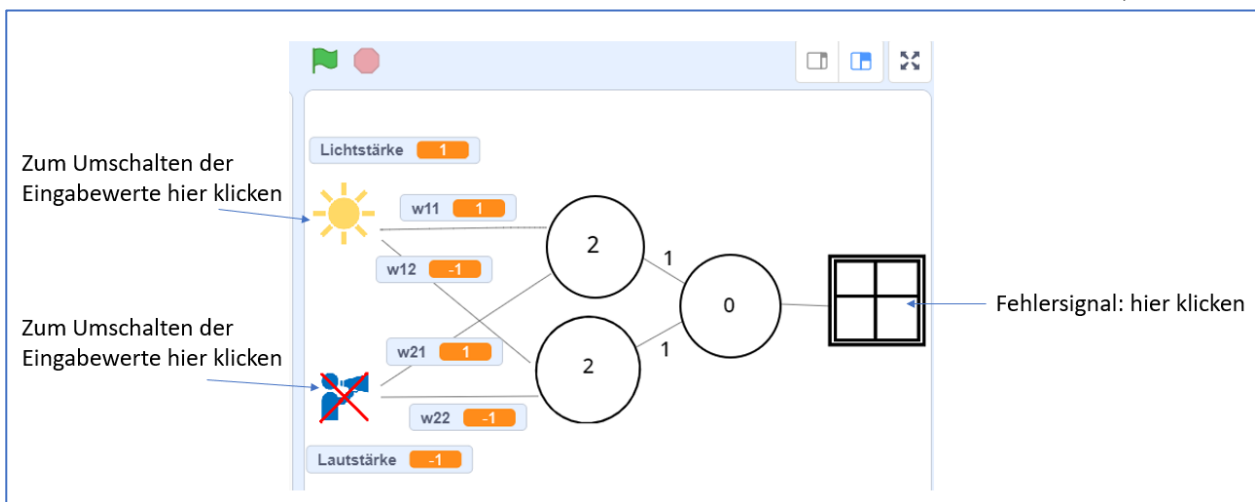 Lichtstärke 1
Zum Umschalten der
Eingabewerte hier klicken
w11 1
2
w12 -1
1
0
Fehlersignal: hier klicken
Zum Umschalten der
Eingabewerte hier klicken
w21 1
1
2
w22 -1
Lautstärke -1